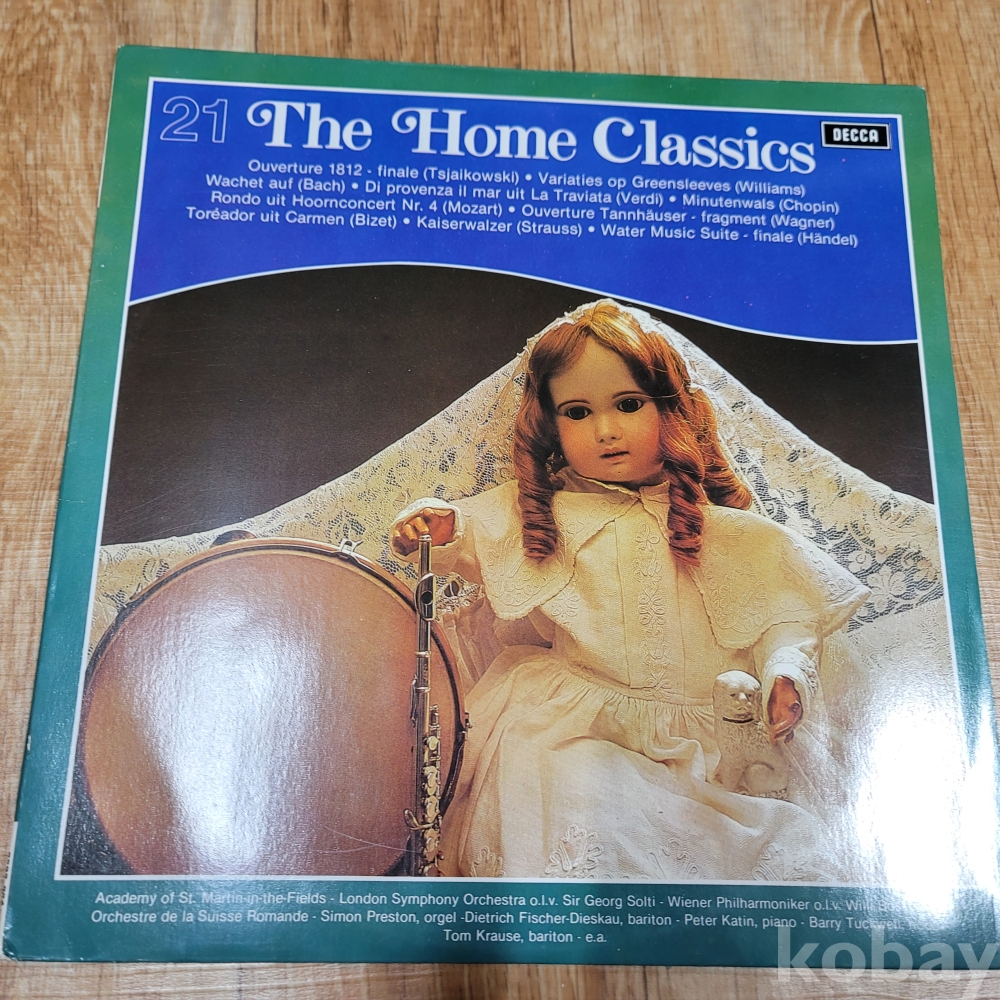 21 The Home Classics
DECCA
Ouverture 1812 - finale (Tsjaikowski) • Variaties op Greensleeves (Williams)
Wachet auf (Bach) • Di provenza il mar uit La Traviata (Verdi) • Minutenwals (Chopin)
Rondo uit Hoornconcert Nr. 4 (Mozart) • Ouverture Tannhäuser - fragment (Wagner)
Toréador uit Carmen (Bizet) • Kaiserwalzer (Strauss) • Water Music Suite - finale (Händel)
Academy of St. Martin-in-the-Fields - London Symphony Orchestra o.l.v. Sir Georg Solti - Wiener Philharmoniker o.l.v. Willi
Orchestre de la Suisse Romande - Simon Preston, orgel -Dietrich Fischer-Dieskau, bariton - Peter Katin, piano - Barry Tuckwell,
Tom Krause, bariton - e.a.
kobay